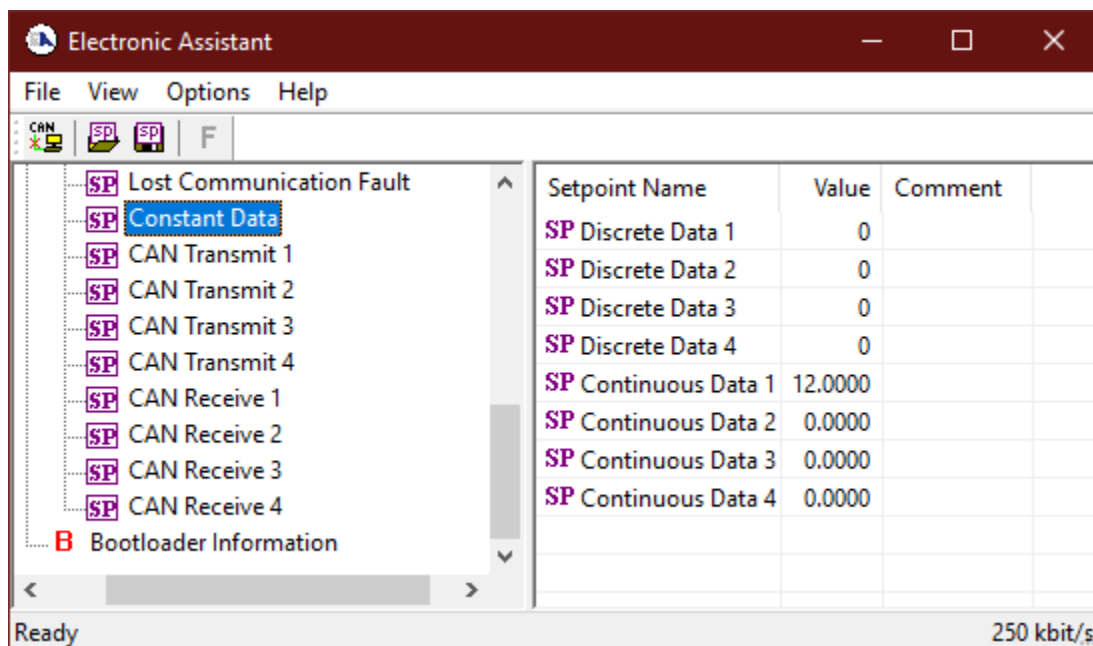 Electronic Assistant
File View Options Help
CAN SP SP F
SP Lost Communication Fault
SP Constant Data
SP CAN Transmit 1
SP CAN Transmit 2
SP CAN Transmit 3
SP CAN Transmit 4
SP CAN Receive 1
SP CAN Receive 2
SP CAN Receive 3
SP CAN Receive 4
B Bootloader Information
Setpoint Name Value Comment
SP Discrete Data 1 0
SP Discrete Data 2 0
SP Discrete Data 3 0
SP Discrete Data 4 0
SP Continuous Data 1 12.0000
SP Continuous Data 2 0.0000
SP Continuous Data 3 0.0000
SP Continuous Data 4 0.0000
Ready 250 kbit/s